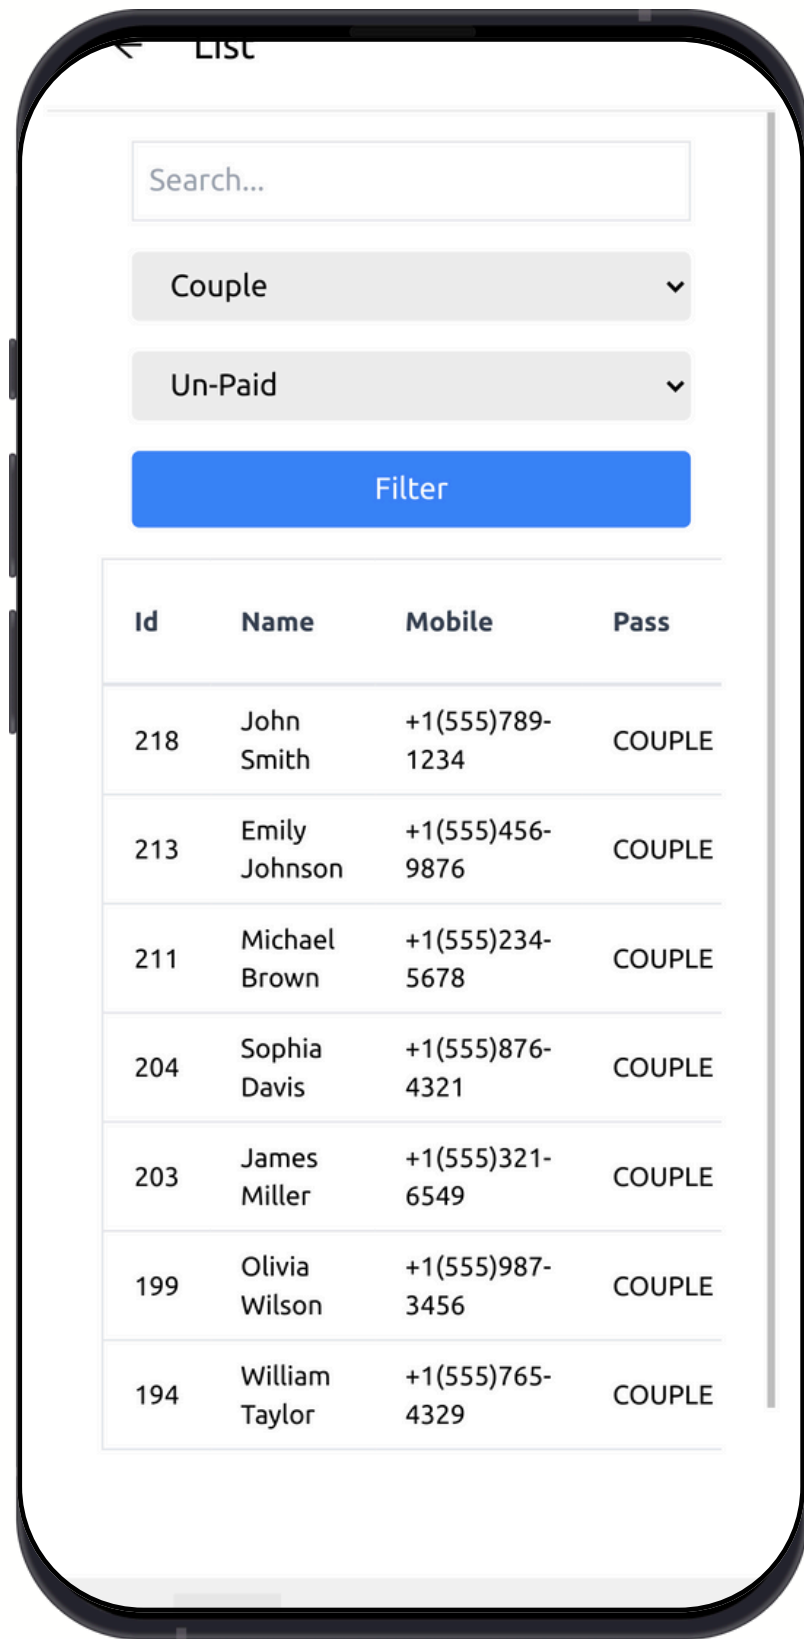 List
Search...
Couple
Un-Paid
Filter
Id Name Mobile Pass
218 John Smith +1(555)789-1234 COUPLE
213 Emily Johnson +1(555)456-9876 COUPLE
211 Michael Brown +1(555)234-5678 COUPLE
204 Sophia Davis +1(555)876-4321 COUPLE
203 James Miller +1(555)321-6549 COUPLE
199 Olivia Wilson +1(555)987-3456 COUPLE
194 William Taylor +1(555)765-4329 COUPLE